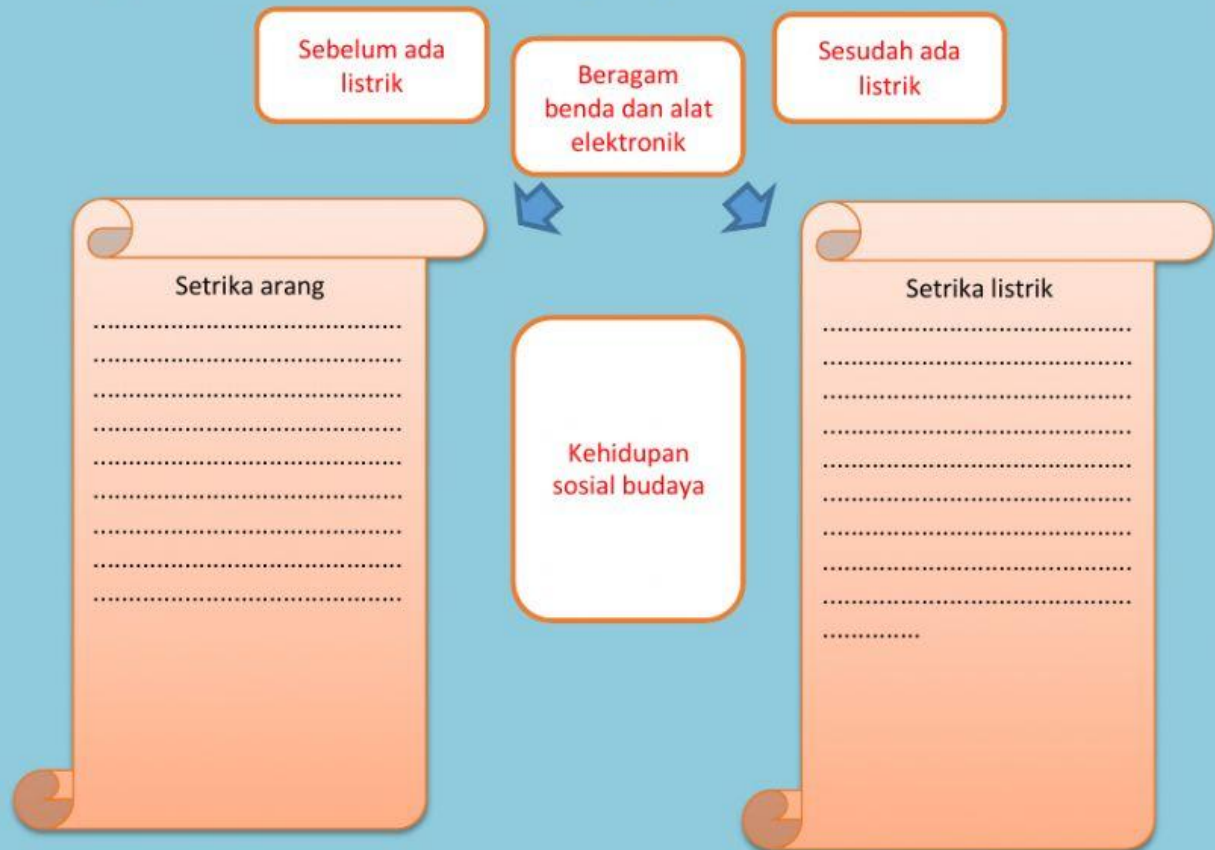 Sebelum ada
listrik
Beragam
benda dan alat
elektronik
Sesudah ada
listrik
Setrika arang
............................................
............................................
............................................
............................................
............................................
............................................
............................................
............................................
............................................
Kehidupan
sosial budaya
Setrika listrik
............................................
............................................
............................................
............................................
............................................
............................................
............................................
............................................
............................................
..............